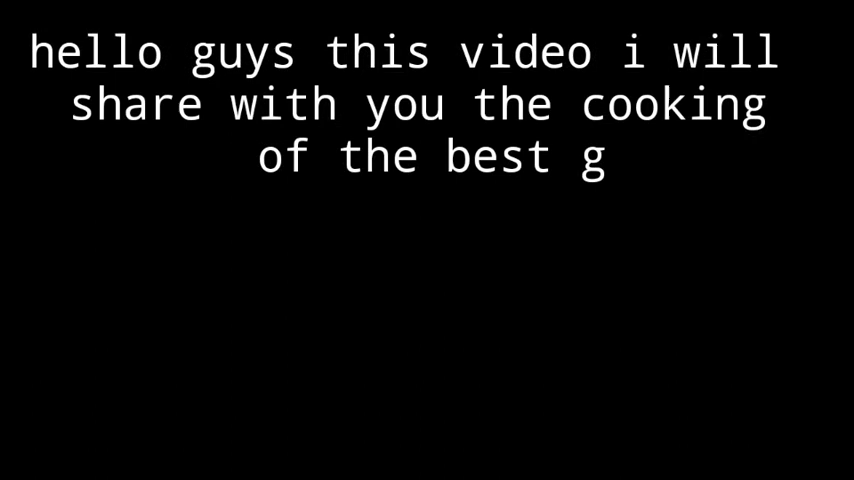 hello guys this video i will
share with you the cooking
of the best g